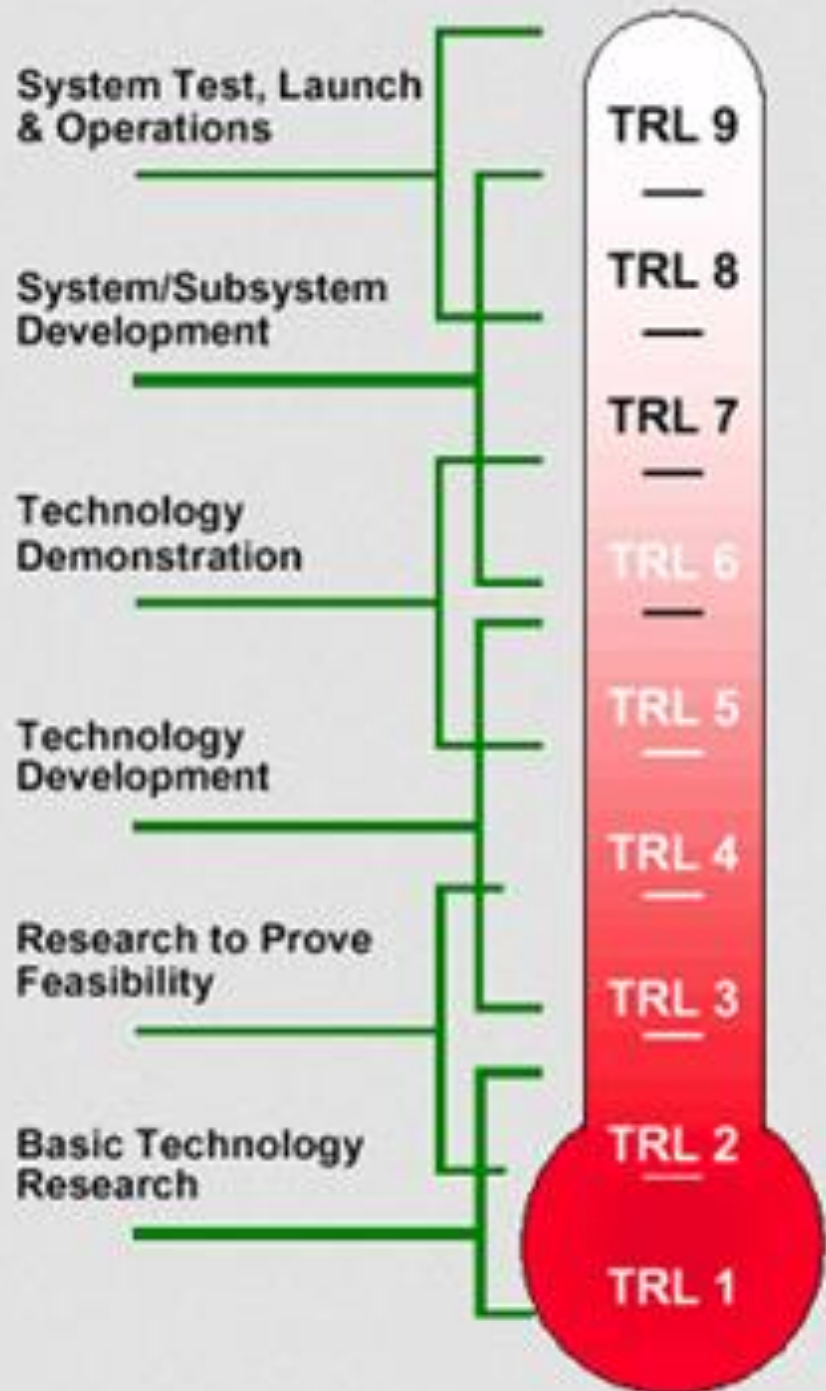 System Test, Launch
& Operations
System/Subsystem
Development
Technology
Demonstration
Technology
Development
Research to Prove
Feasibility
Basic Technology
Research
TRL 9
TRL 8
TRL 7
TRL 6
TRL 5
TRL 4
TRL 3
TRL 2
TRL 1